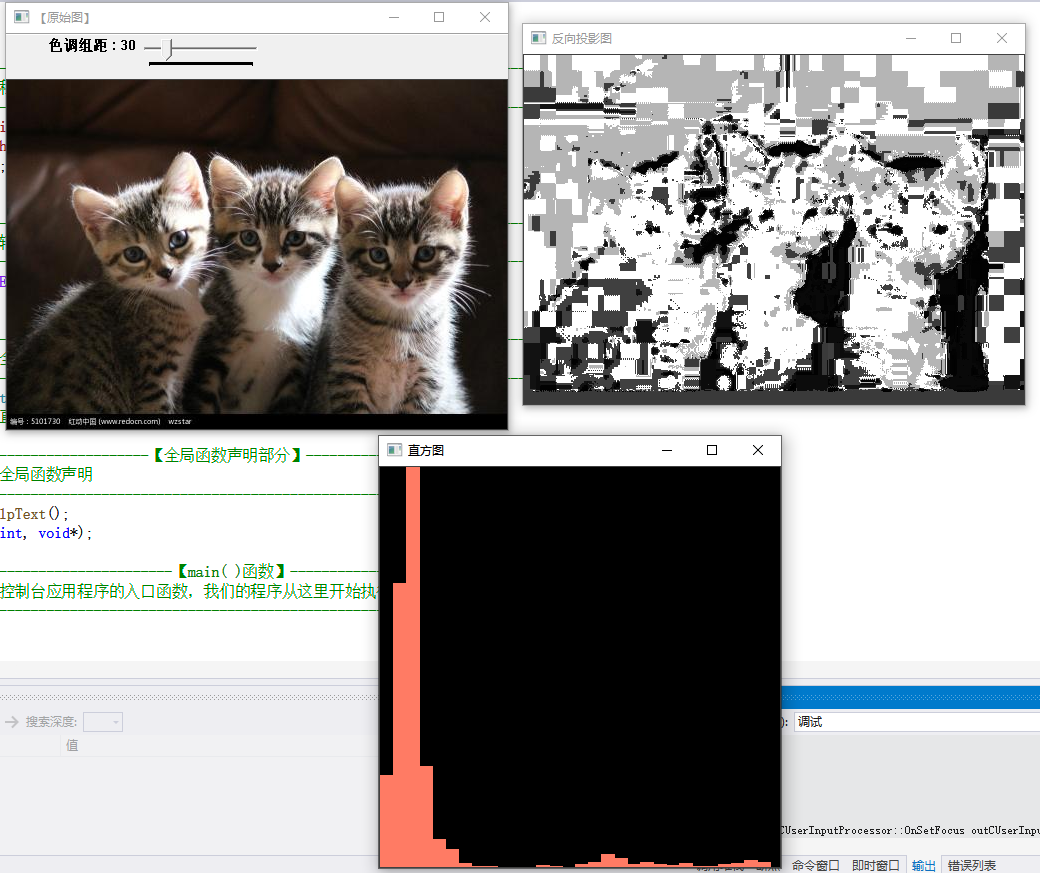 【原始图】
色调组距：30
编号：5101730 红动中国 (www.redocn.com) wzstar
反向投影图
------------------【全局函数声明部分】----------
全局函数声明
lpText();
int, void*);
--------------------【main( )函数】----------
控制台应用程序的入口函数，我们的程序从这里开始执
直方图
搜索深度:
值
): 调试
CUserInputProcessor::OnSetFocus outCUserInpu
命令窗口 即时窗口 输出 错误列表